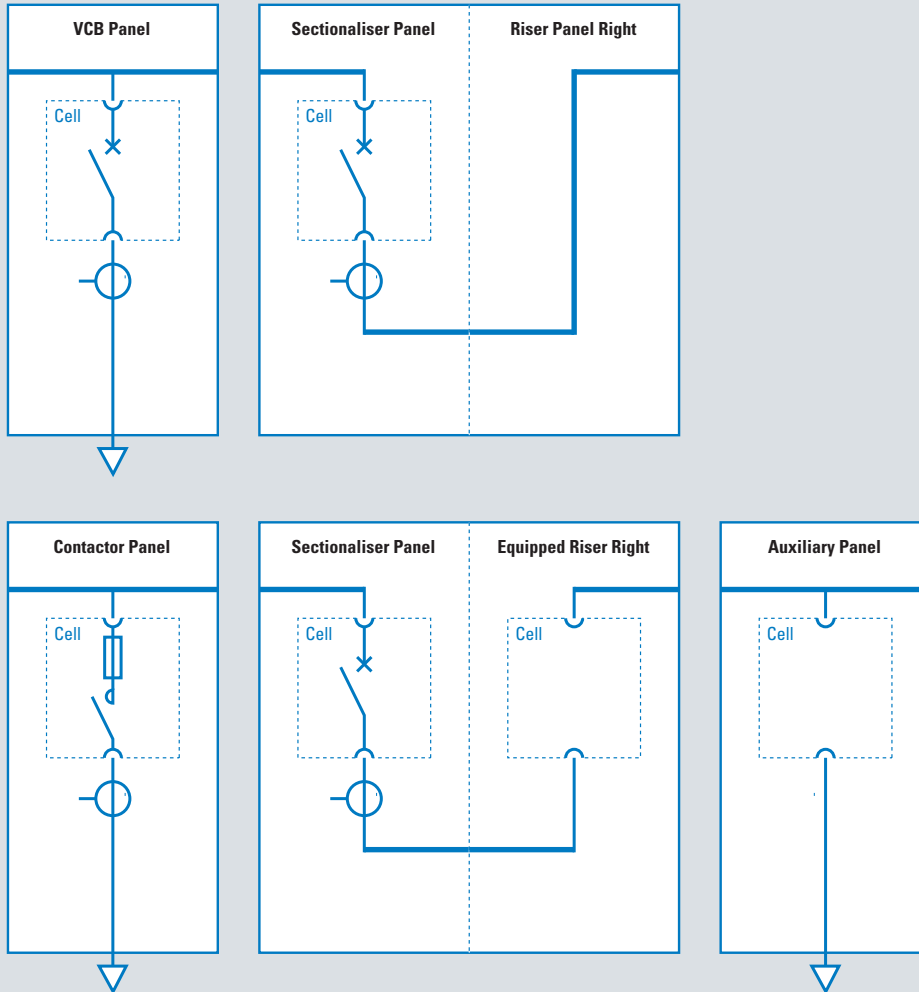 VCB Panel
Sectionaliser Panel
Riser Panel Right
Cell
Cell
Contactor Panel
Sectionaliser Panel
Equipped Riser Right
Auxiliary Panel
Cell
Cell
Cell
Cell